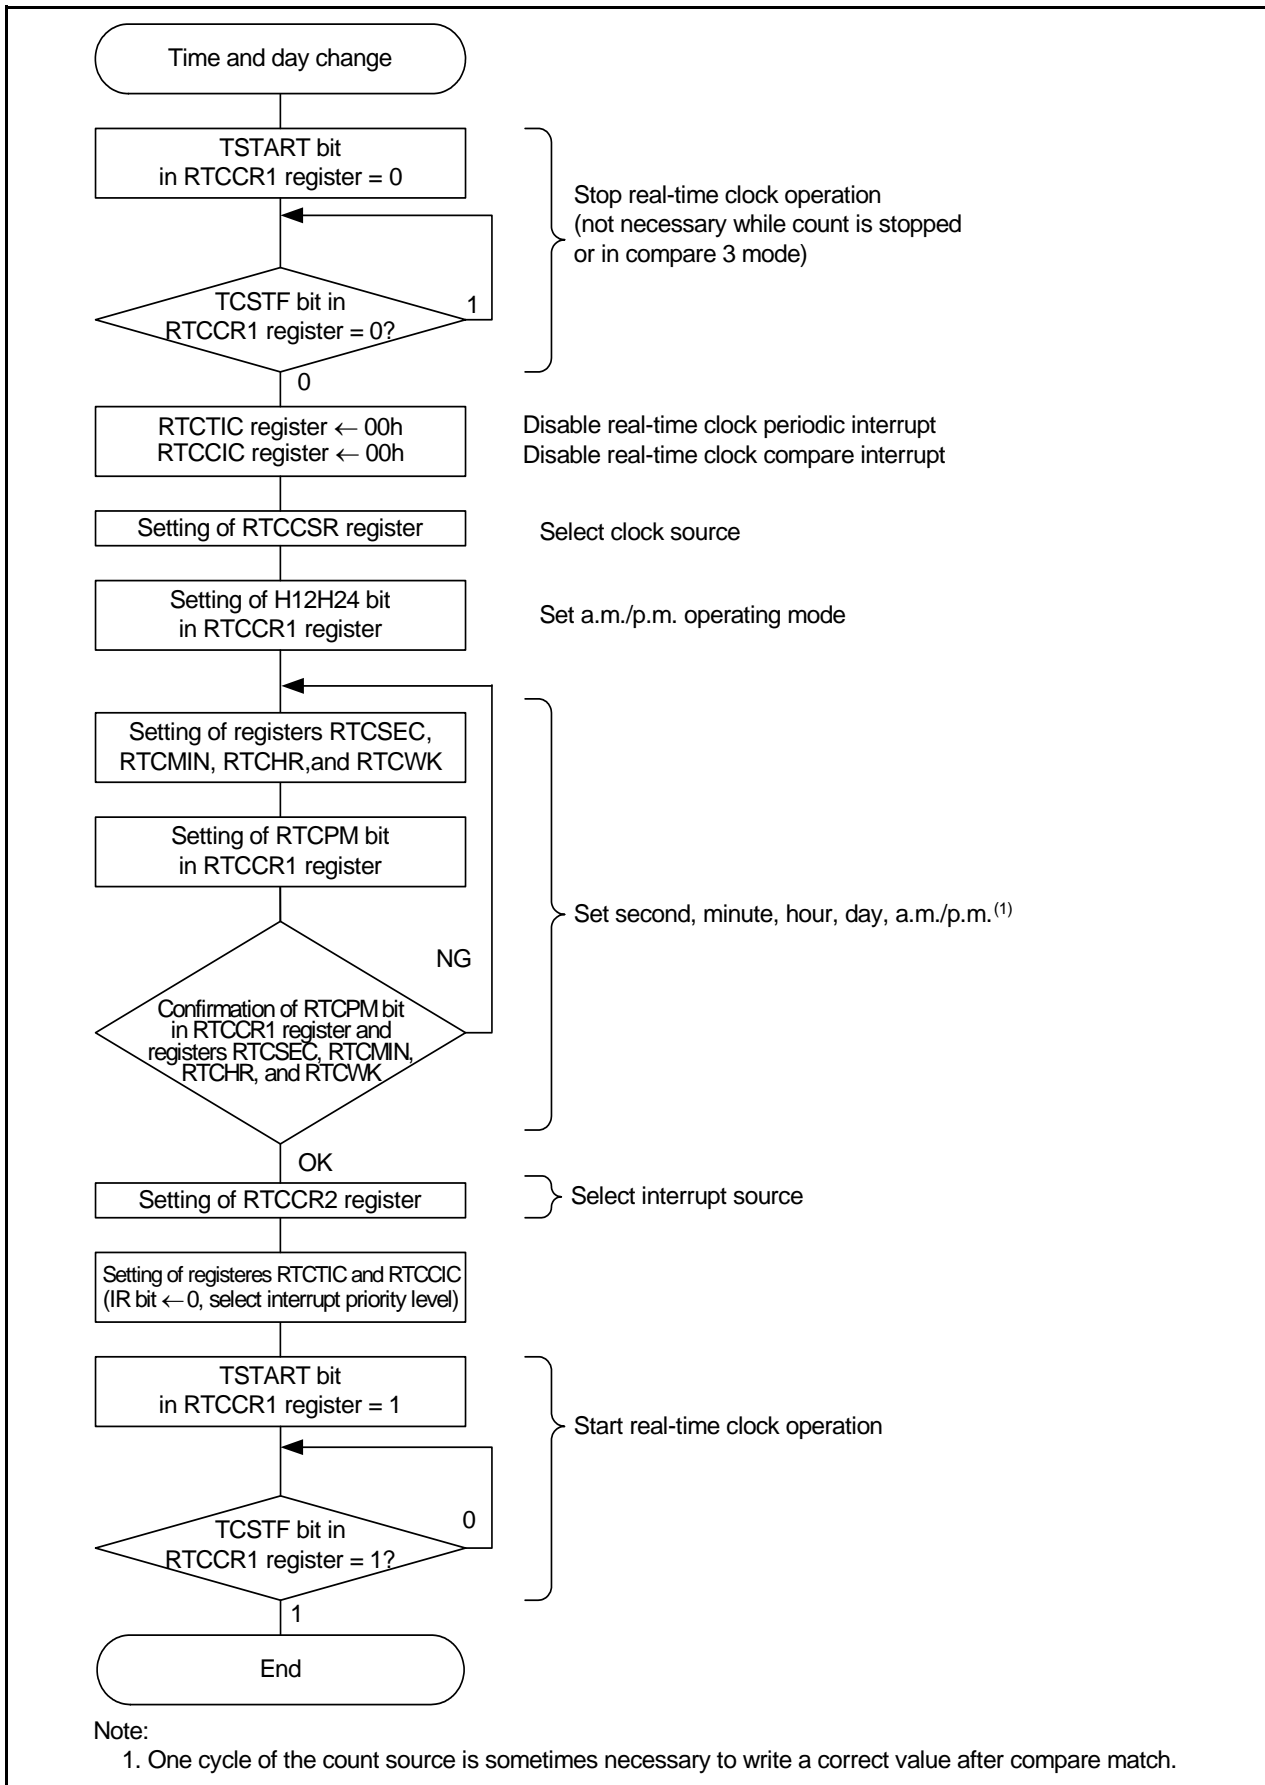 Time and day change
TSTART bit
in RTCCR1 register = 0
Stop real-time clock operation
(not necessary while count is stopped
or in compare 3 mode)
TCSTF bit in
RTCCR1 register = 0?
1
0
RTCTIC register ← 00h
RTCCIC register ← 00h
Disable real-time clock periodic interrupt
Disable real-time clock compare interrupt
Setting of RTCCSR register
Select clock source
Setting of H12H24 bit
in RTCCR1 register
Set a.m./p.m. operating mode
Setting of registers RTCSEC,
RTCMIN, RTCHR,and RTCWK
Setting of RTCPM bit
in RTCCR1 register
Set second, minute, hour, day, a.m./p.m.(1)
NG
Confirmation of RTCPM bit
in RTCCR1 register and
registers RTCSEC, RTCMIN,
RTCHR, and RTCWK
OK
Setting of RTCCR2 register
Select interrupt source
Setting of registeres RTCTIC and RTCCIC
(IR bit ← 0, select interrupt priority level)
TSTART bit
in RTCCR1 register = 1
Start real-time clock operation
0
TCSTF bit in
RTCCR1 register = 1?
1
End
Note:
1. One cycle of the count source is sometimes necessary to write a correct value after compare match.